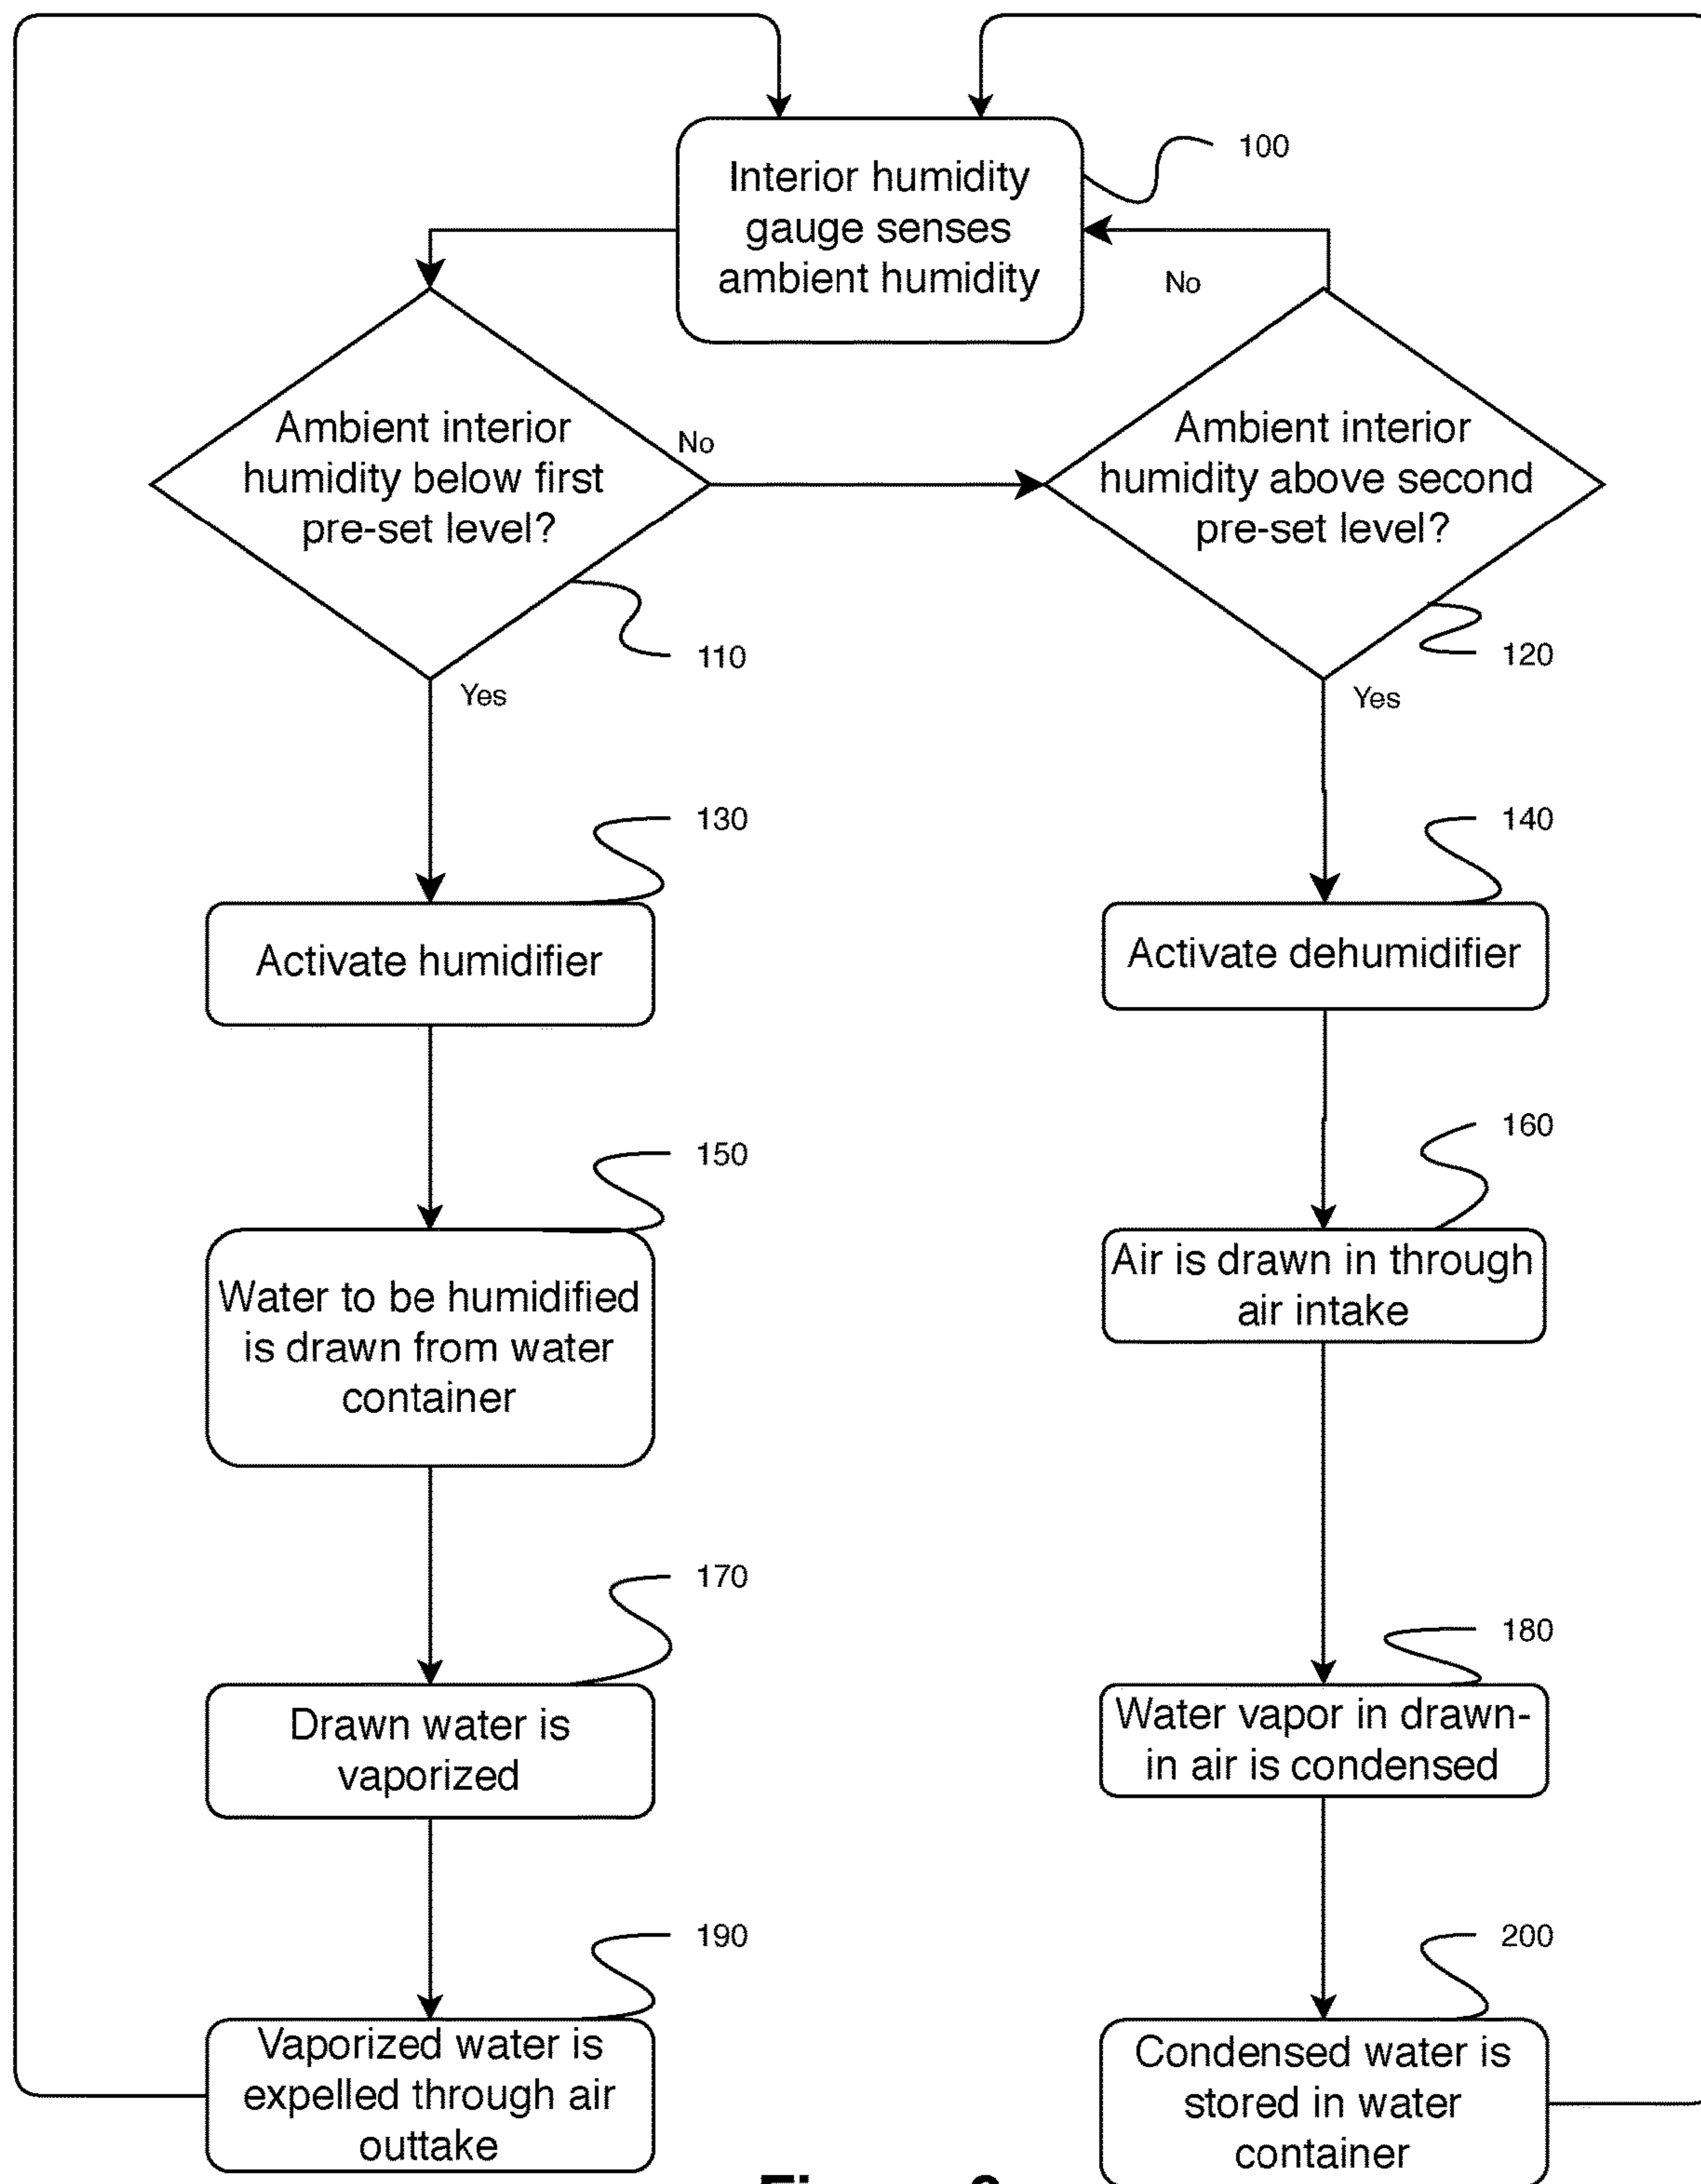 Interior humidity
gauge senses
ambient humidity
100
No
Ambient interior
humidity below first
pre-set level?
No
Ambient interior
humidity above second
pre-set level?
110
120
Yes
Yes
130
140
Activate humidifier
Activate dehumidifier
150
160
Water to be humidified
is drawn from water
container
Air is drawn in through
air intake
170
180
Drawn water is
vaporized
Water vapor in drawn-
in air is condensed
190
200
Vaporized water is
expelled through air
outtake
Condensed water is
stored in water
container